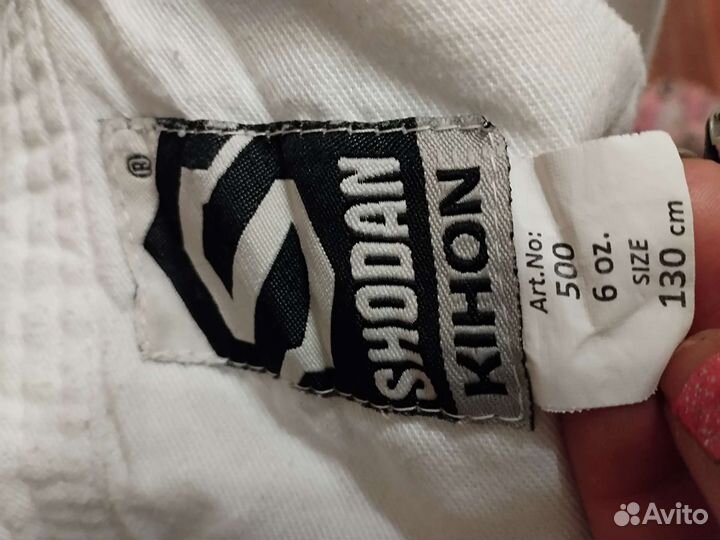 ®
SHODAN
KIHON
Art.No:
500
6 oz.
SIZE
130 cm
Avito